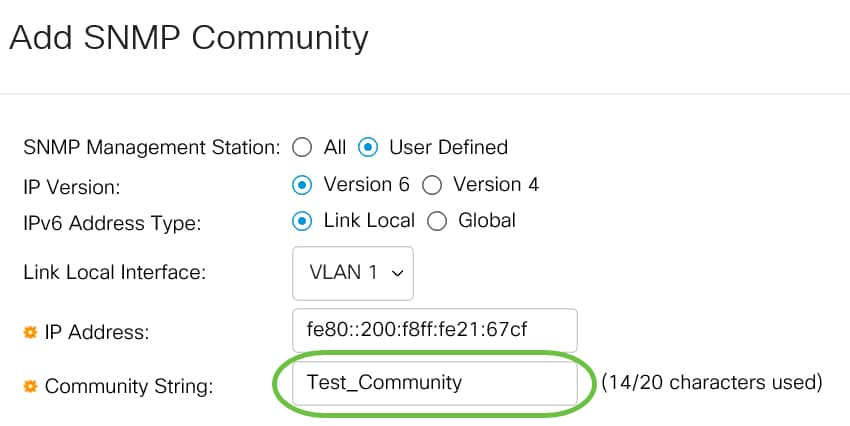 Add SNMP Community
SNMP Management Station: All User Defined
IP Version: Version 6 Version 4
IPv6 Address Type: Link Local Global
Link Local Interface: VLAN 1
IP Address: fe80::200:f8ff:fe21:67cf
Community String: Test_Community (14/20 characters used)